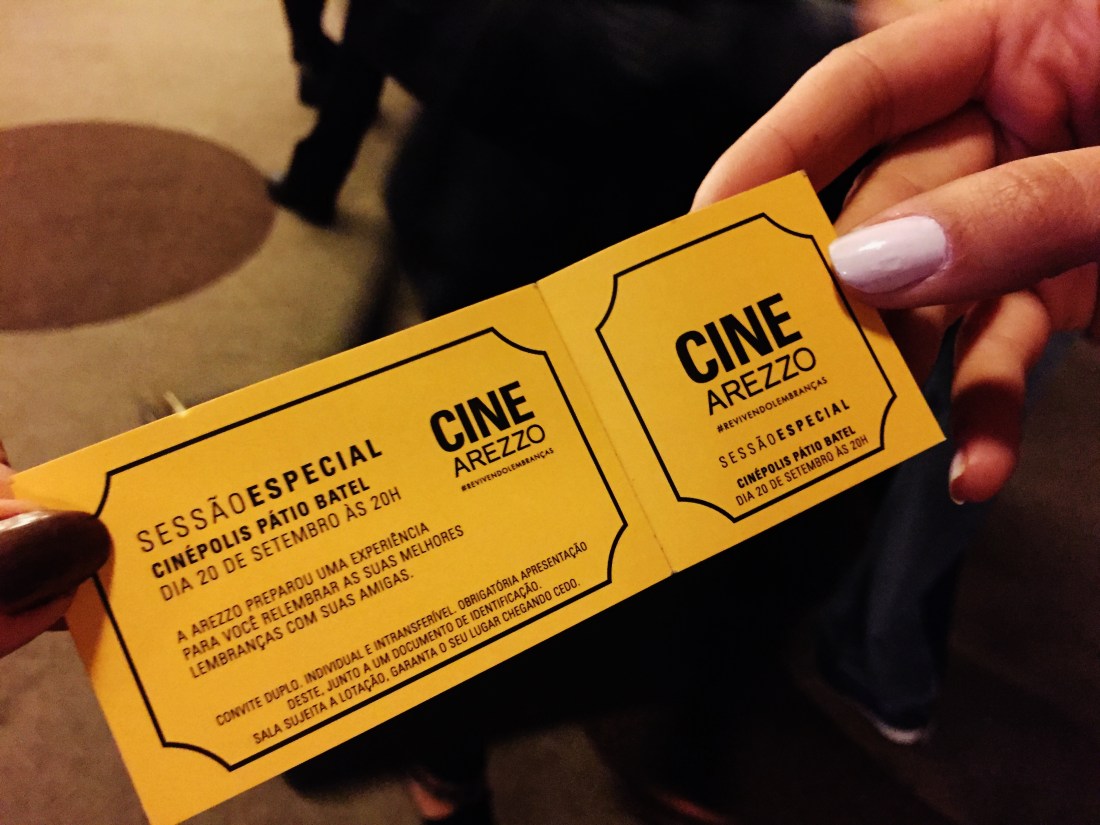 SESSÃOESPECIAL
CINÉPOLIS PÁTIO BATEL
DIA 20 DE SETEMBRO ÀS 20H
A AREZZO PREPAROU UMA EXPERIÊNCIA
PARA VOCÊ RELEMBRAR AS SUAS MELHORES
LEMBRANÇAS COM SUAS AMIGAS.
CONVITE DUPLO. INDIVIDUAL E INTRANSFERÍVEL. OBRIGATÓRIA APRESENTAÇÃO
DESTE, JUNTO A UM DOCUMENTO DE IDENTIFICAÇÃO.
SALA SUJEITA A LOTAÇÃO, GARANTA O SEU LUGAR CHEGANDO CEDO.
CINE
AREZZO
#REVIVENDOLEMBRANÇAS
CINE
AREZZO
#REVIVENDOLEMBRANÇAS
SESSÃOESPECIAL
CINÉPOLIS PÁTIO BATEL
DIA 20 DE SETEMBRO ÀS 20H